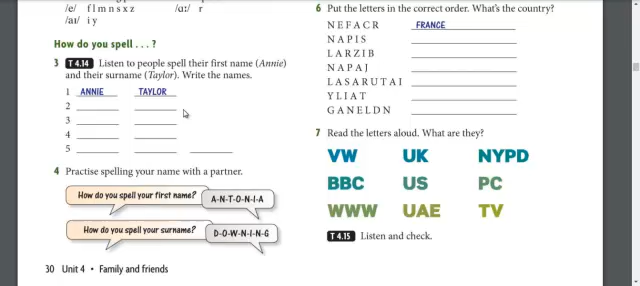 /e/ f l m n s x z
/aɪ/ i y
/ɑː/ r
How do you spell . . . ?
3 T 4.14 Listen to people spell their first name (Annie)
and their surname (Taylor). Write the names.
1 ANNIE TAYLOR
2
3
4
5
4 Practise spelling your name with a partner.
How do you spell your first name?
A-N-T-O-N-I-A
How do you spell your surname?
D-O-W-N-I-N-G
30 Unit 4 • Family and friends
6 Put the letters in the correct order. What's the country?
N E F A C R FRANCE
N A P I S
L A R Z I B
N A P A J
L A S A R U T A I
Y L I A T
G A N E L D N
7 Read the letters aloud. What are they?
VW UK NYPD
BBC US PC
WWW UAE TV
T 4.15 Listen and check.